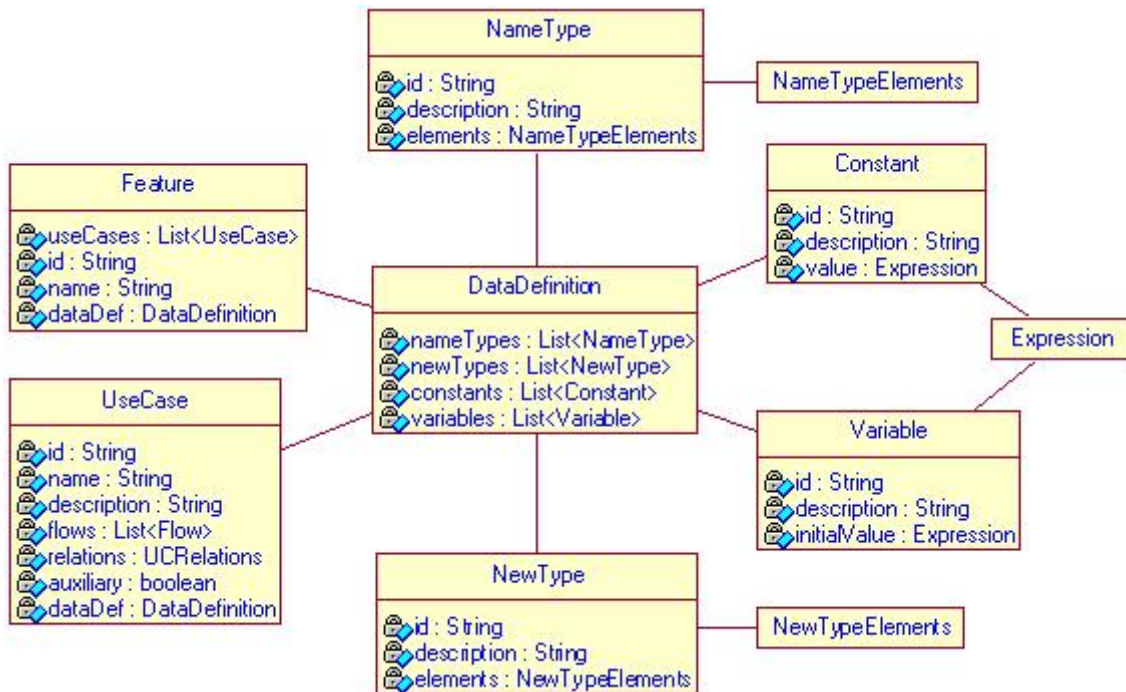 NameType
id : String
description : String
elements : NameTypeElements
NameTypeElements
Constant
id : String
description : String
value : Expression
Feature
useCases : List<UseCase>
id : String
name : String
dataDef : DataDefinition
DataDefinition
nameTypes : List<NameType>
newTypes : List<NewType>
constants : List<Constant>
variables : List<Variable>
Expression
UseCase
id : String
name : String
description : String
flows : List<Flow>
relations : UCRelations
auxiliary : boolean
dataDef : DataDefinition
Variable
id : String
description : String
initialValue : Expression
NewType
id : String
description : String
elements : NewTypeElements
NewTypeElements